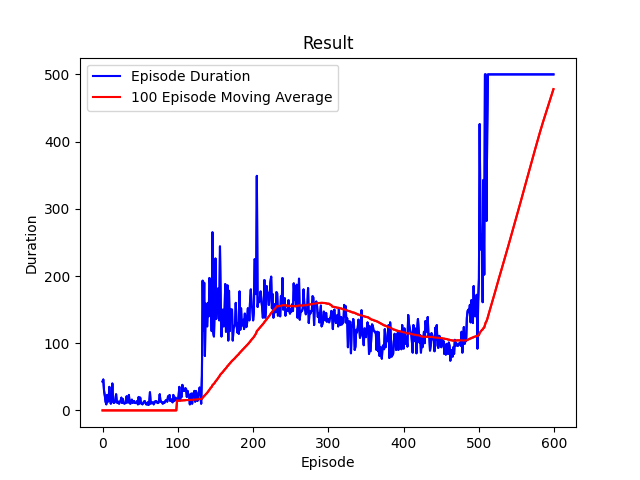 Result
Episode Duration
100 Episode Moving Average
500
400
300
200
100
0
Duration
0 100 200 300 400 500 600
Episode